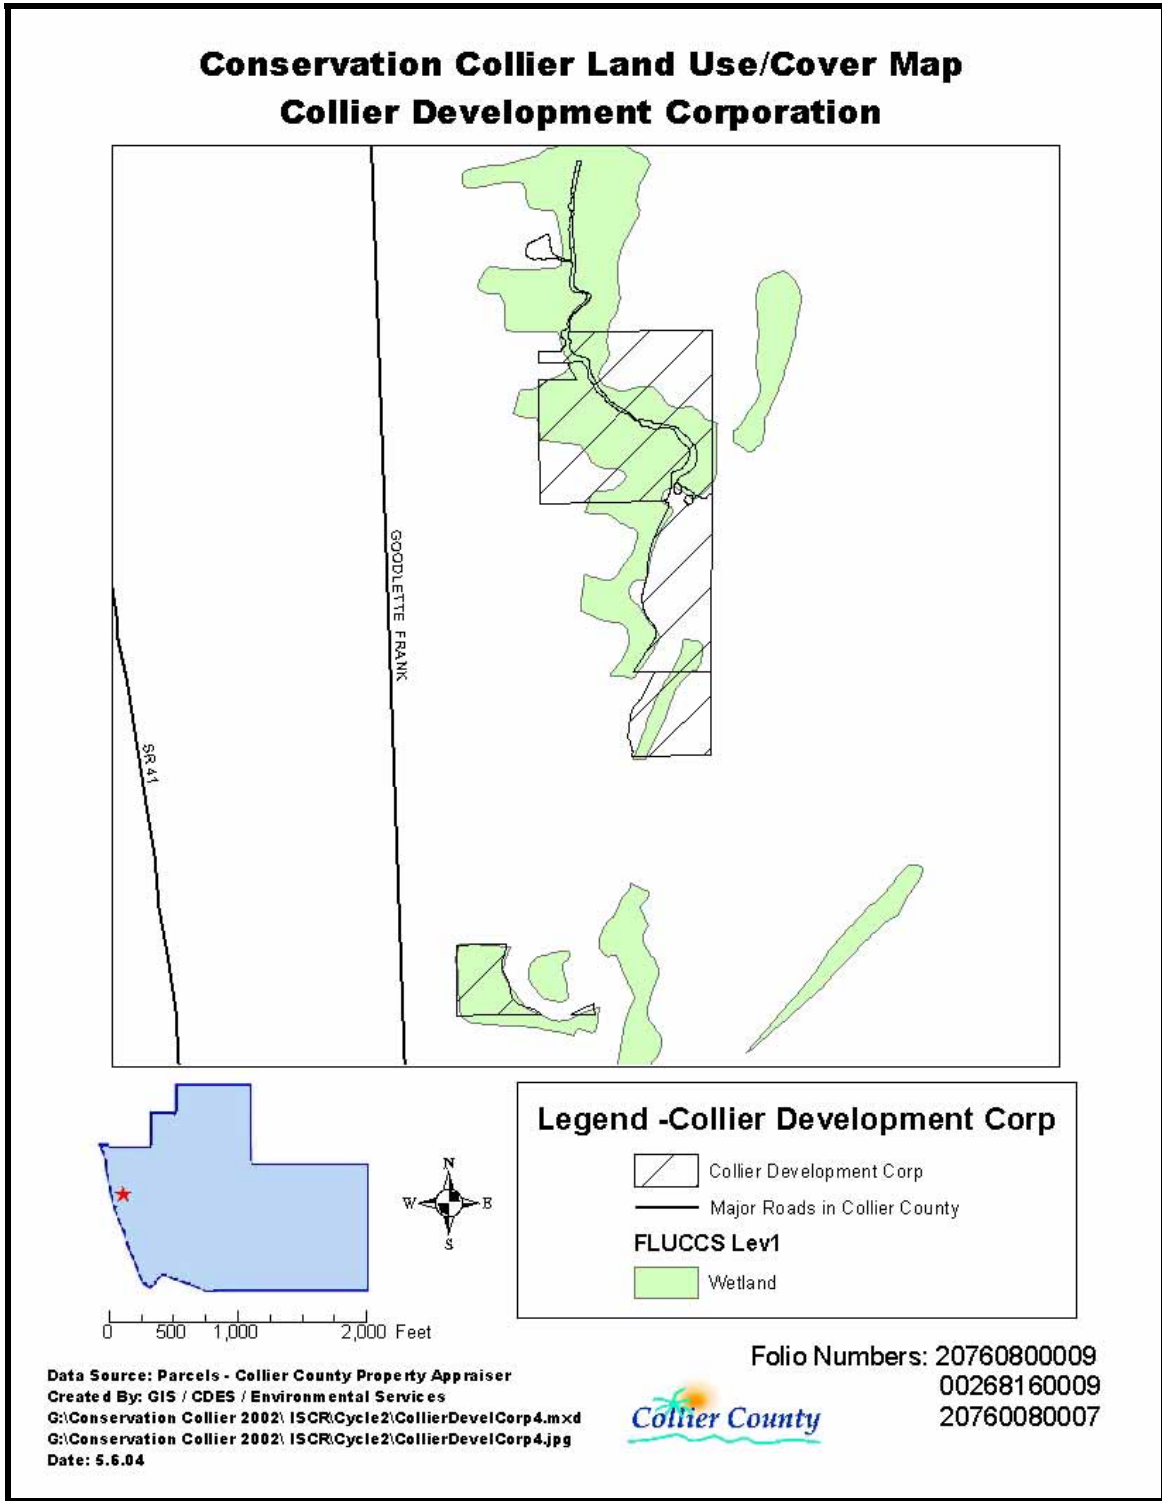 Conservation Collier Land Use/Cover Map
Collier Development Corporation
GOODLETTE FRANK
SR 41
Legend -Collier Development Corp
Collier Development Corp
Major Roads in Collier County
FLUCCS Lev1
Wetland
N
W E
S
0 500 1,000 2,000 Feet
Folio Numbers: 20760800009
00268160009
20760080007
Data Source: Parcels - Collier County Property Appraiser
Created By: GIS / CDES / Environmental Services
G:\Conservation Collier 2002\ ISCR\Cycle2\CollierDevelCorp4.mxd
G:\Conservation Collier 2002\ ISCR\Cycle2\CollierDevelCorp4.jpg
Date: 5.6.04
Collier County